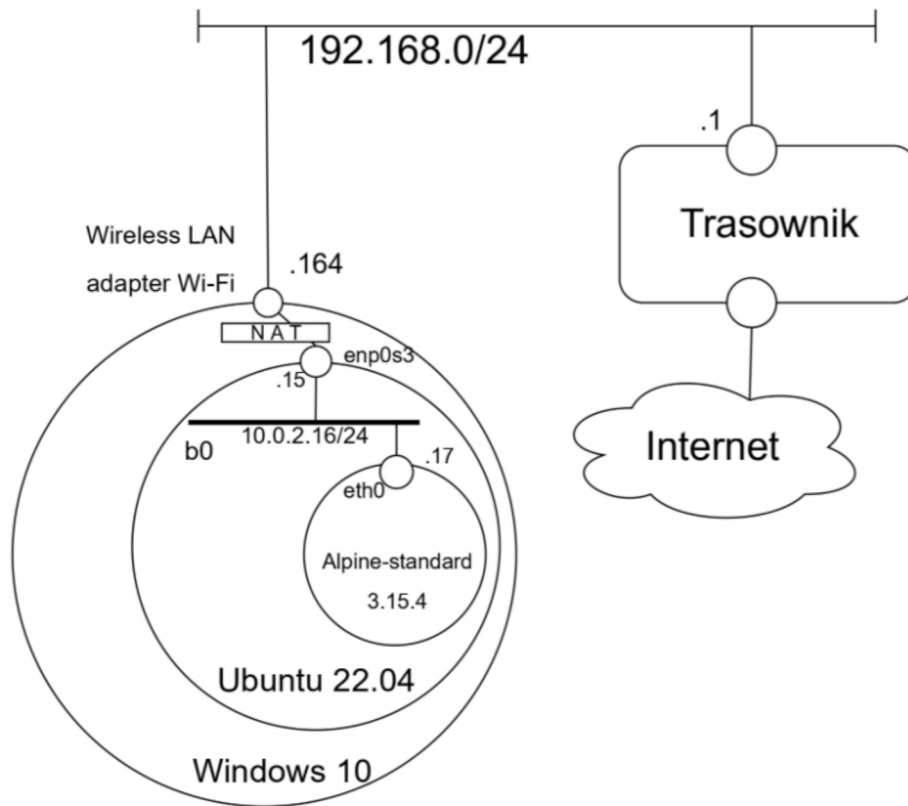 192.168.0/24
.1
Trasownik
Wireless LAN
adapter Wi-Fi
.164
N A T
enp0s3
.15
10.0.2.16/24
b0
.17
eth0
Internet
Alpine-standard
3.15.4
Ubuntu 22.04
Windows 10